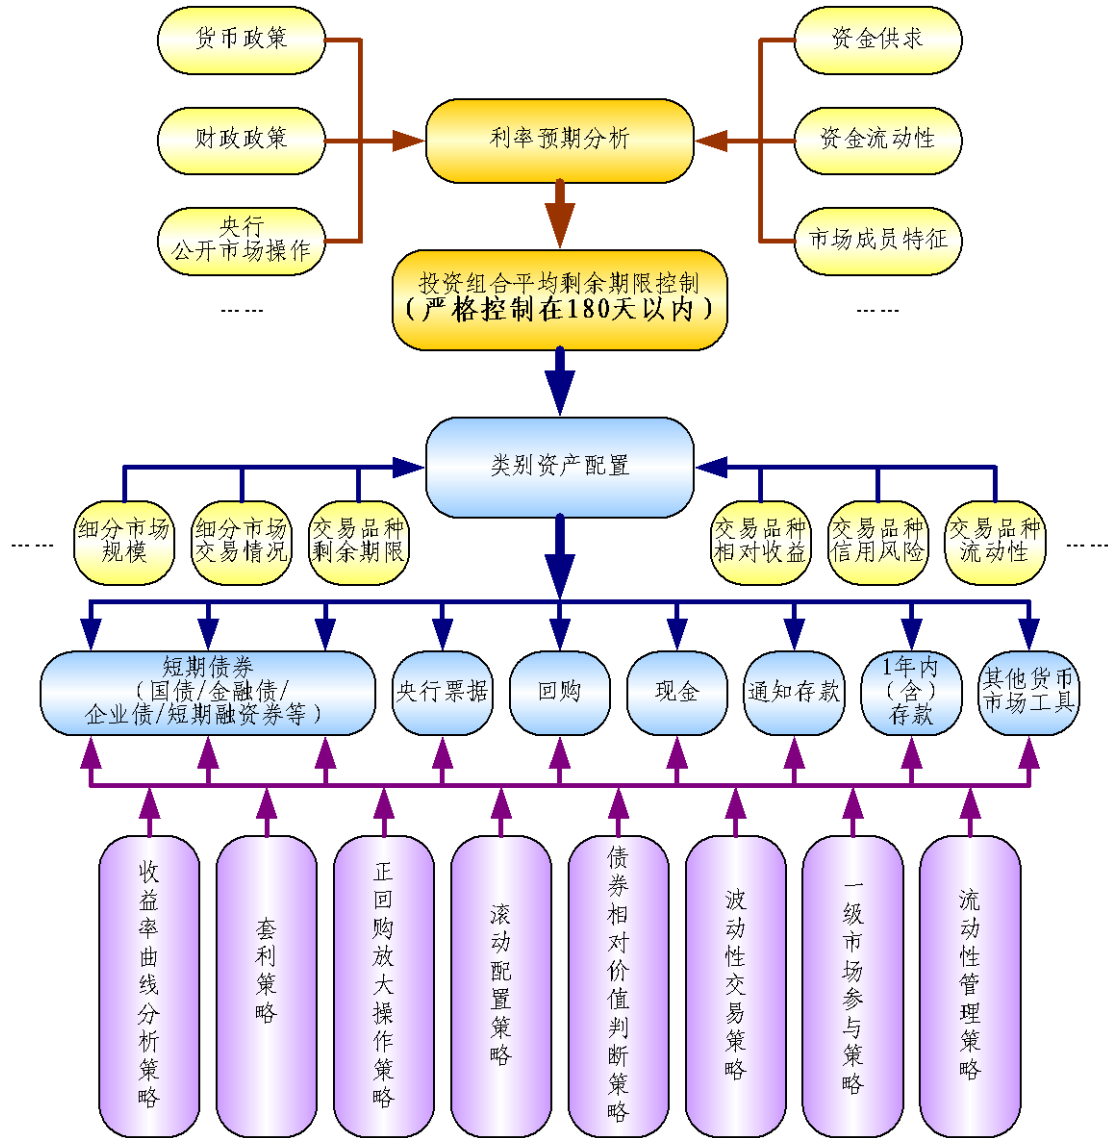 货币政策
资金供求
财政政策
利率预期分析
资金流动性
央行
公开市场操作
市场成员特征
投资组合平均剩余期限控制
（严格控制在180天以内）
……
……
类别资产配置
细分市场
规模
细分市场
交易情况
交易品种
剩余期限
交易品种
相对收益
交易品种
信用风险
交易品种
流动性
……
……
短期债券
（国债/金融债/
企业债/短期融资券等）
央行票据
回购
现金
通知存款
1年内
（含）
存款
其他货币
市场工具
收益率曲线分析策略
套利策略
正回购放大操作策略
滚动配置策略
债券相对价值判断策略
波动性交易策略
一级市场参与策略
流动性管理策略